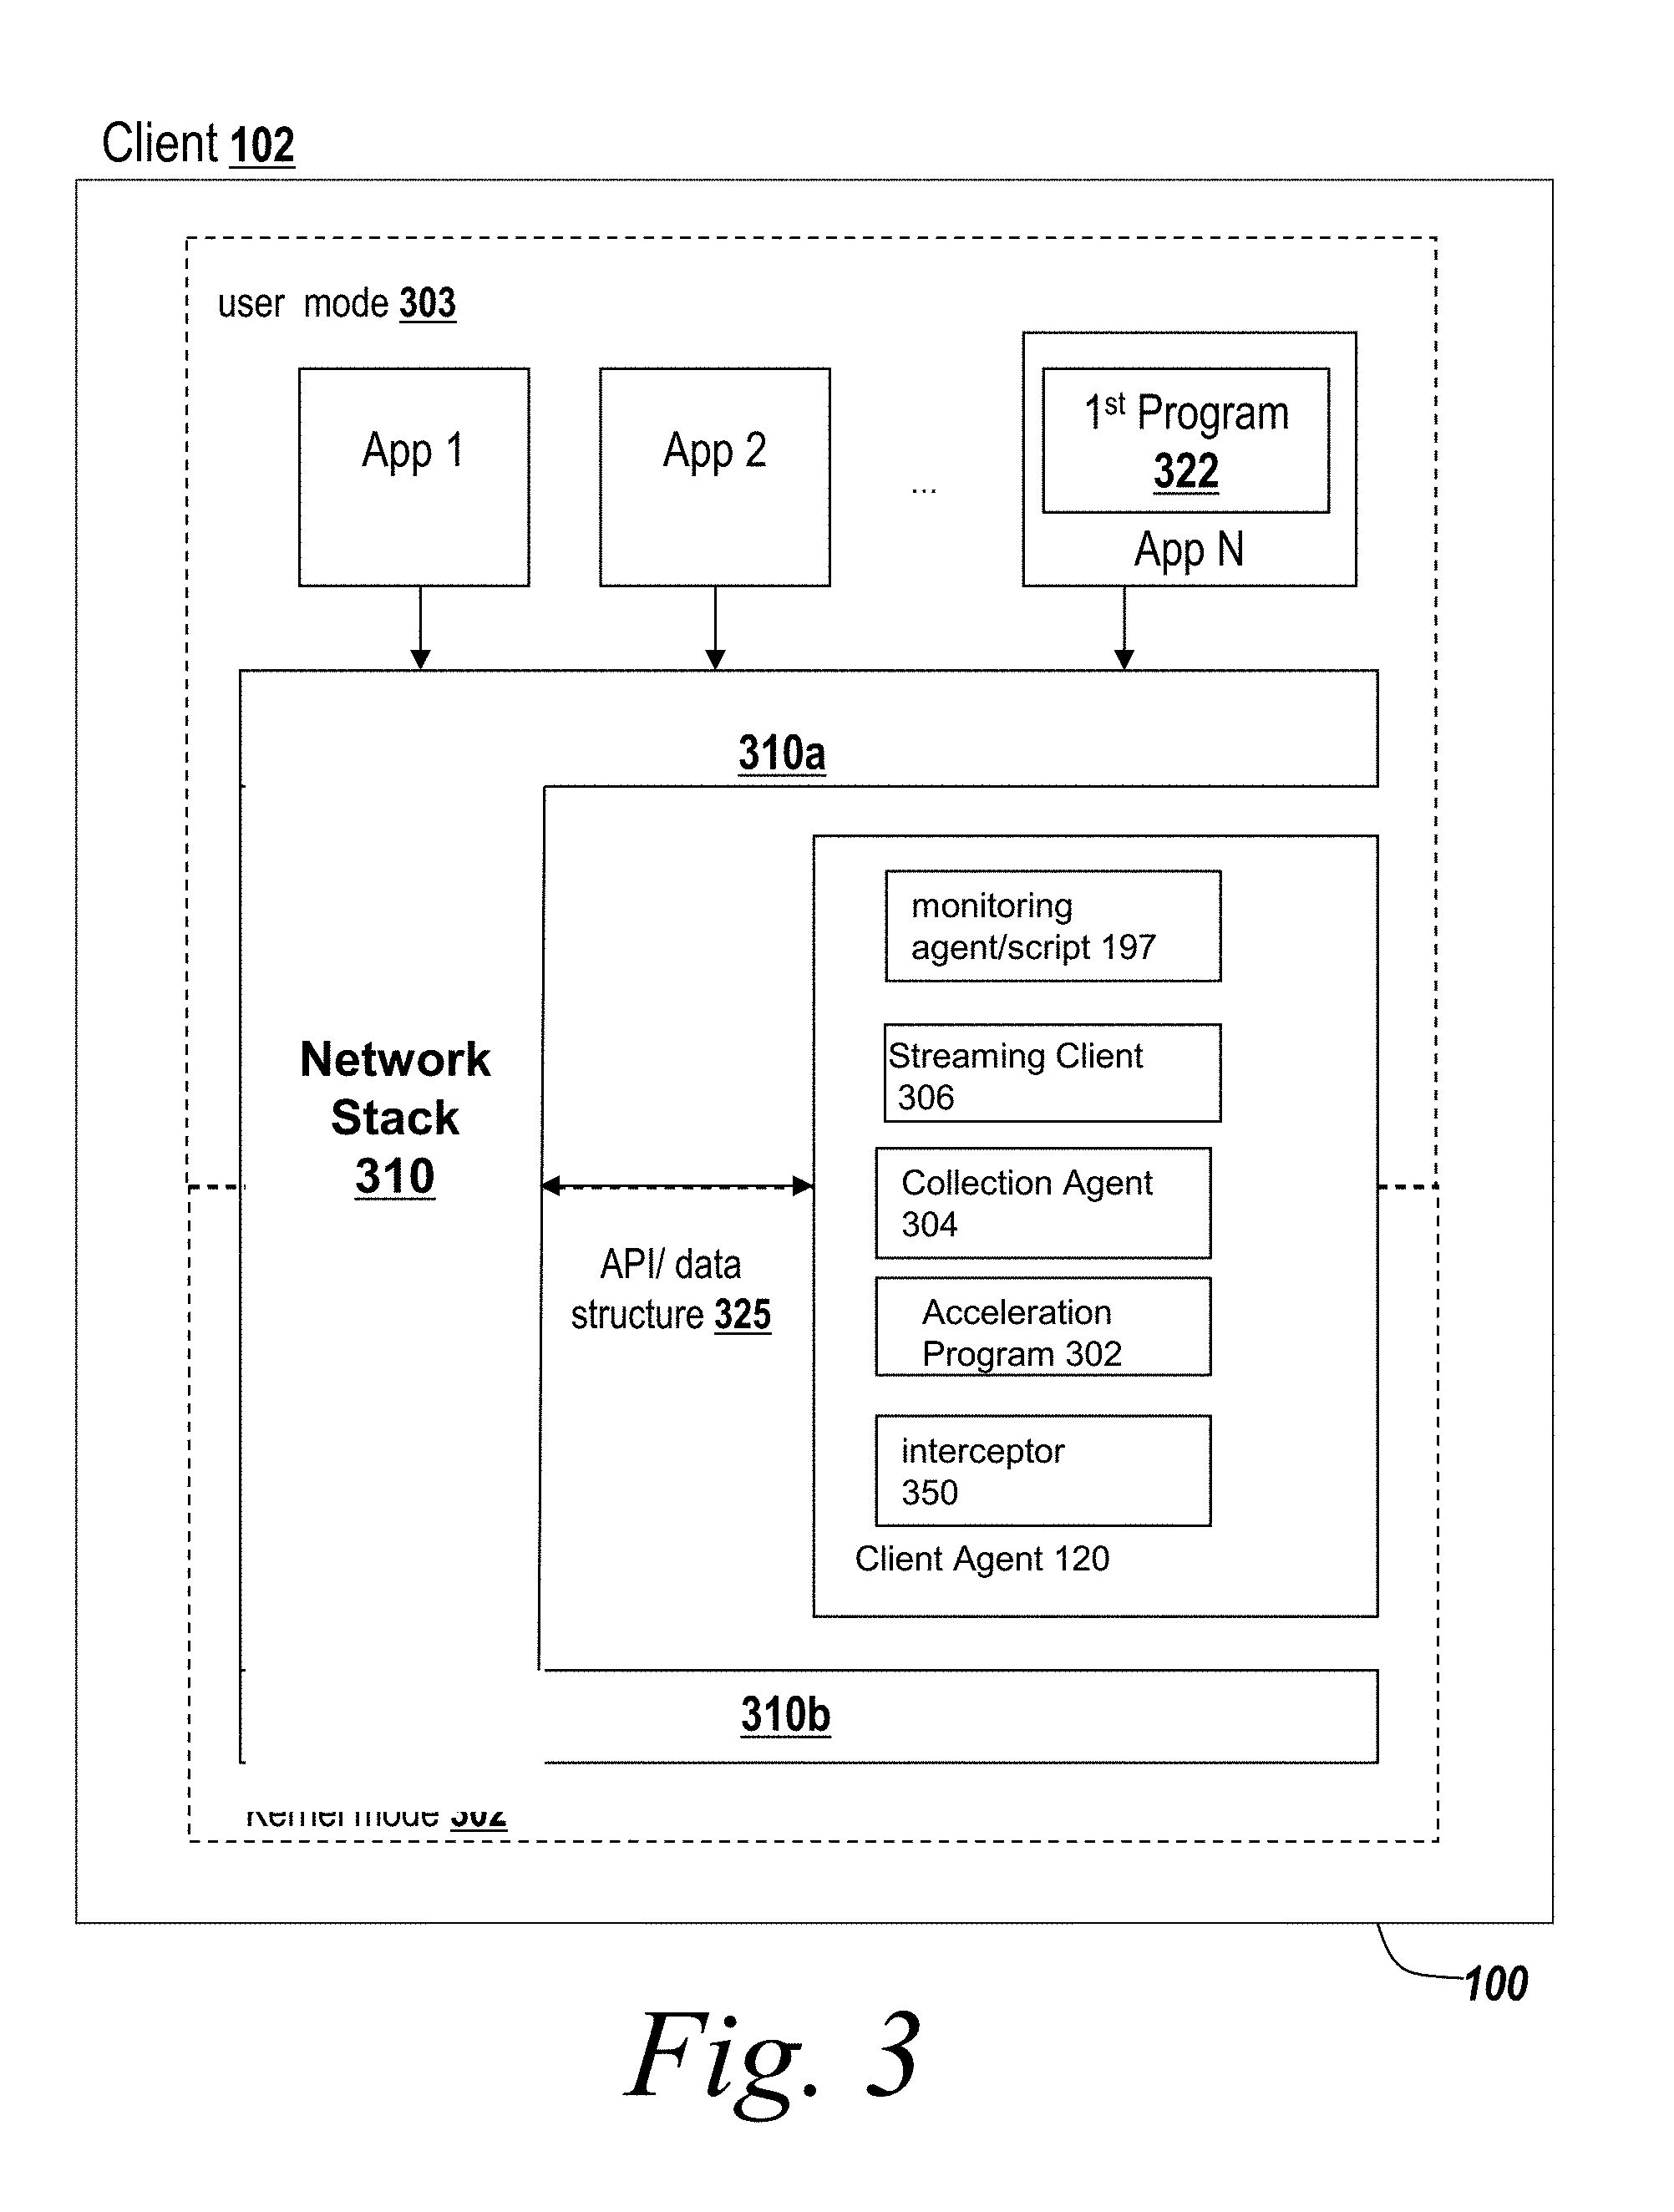 Client 102
user mode 303
App 1
App 2
...
1st Program
322
App N
310a
monitoring
agent/script 197
Streaming Client
306
Network
Stack
310
Collection Agent
304
API/ data
structure 325
Acceleration
Program 302
interceptor
350
Client Agent 120
310b
Kernel mode 302
100
Fig. 3